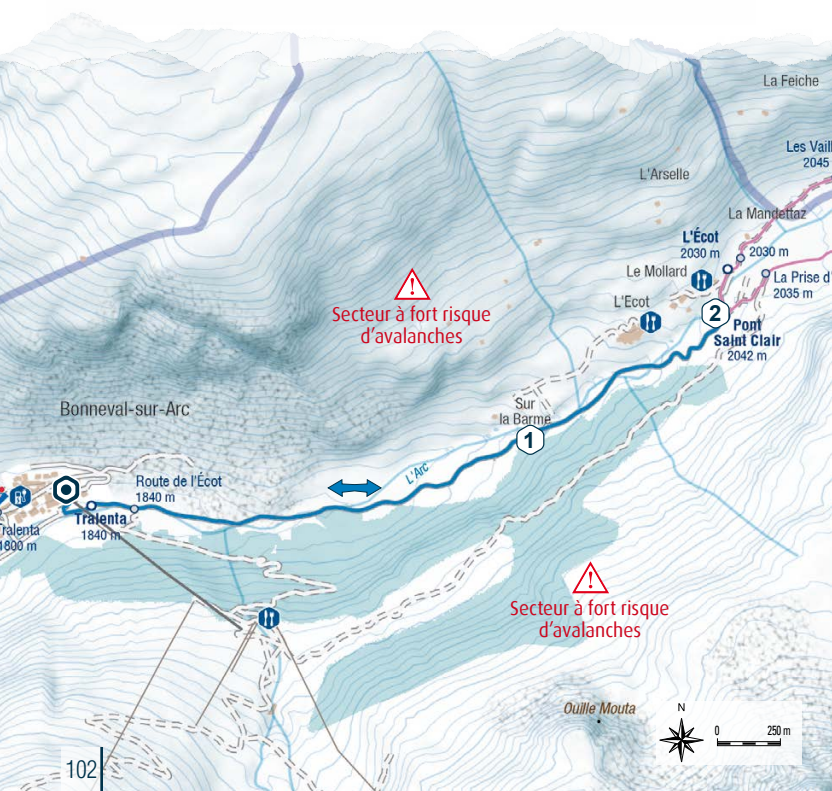 La Feiche
Les Vaill
2045
L'Arselle
La Mandettaz
L'Écot
2030 m
2030 m
Le Mollard
La Prise d'
2035 m
L'Ecot
2
Pont
Saint Clair
2042 m
Secteur à fort risque
d'avalanches
Bonneval-sur-Arc
Sur
la Barme
1
L'Arc
Route de l'Écot
1840 m
Tralenta
1840 m
Tralenta
1800 m
Secteur à fort risque
d'avalanches
Ouille Mouta
N
0 250 m
102